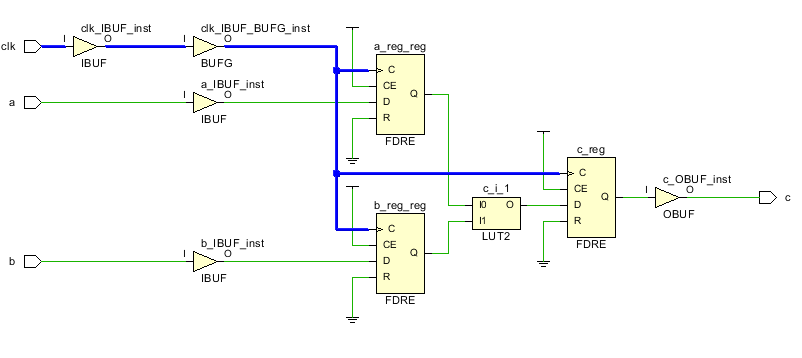 clk_IBUF_inst
clk_IBUF_BUFG_inst
clk
I
O
I
O
IBUF
BUFG
a_reg_reg
C
CE
D
R
Q
FDRE
a_IBUF_inst
a
I
O
IBUF
c_reg
C
CE
D
R
Q
FDRE
c_OBUF_inst
I
O
c
OBUF
c_i_1
I0
O
I1
LUT2
b_reg_reg
C
CE
D
R
Q
FDRE
b_IBUF_inst
b
I
O
IBUF